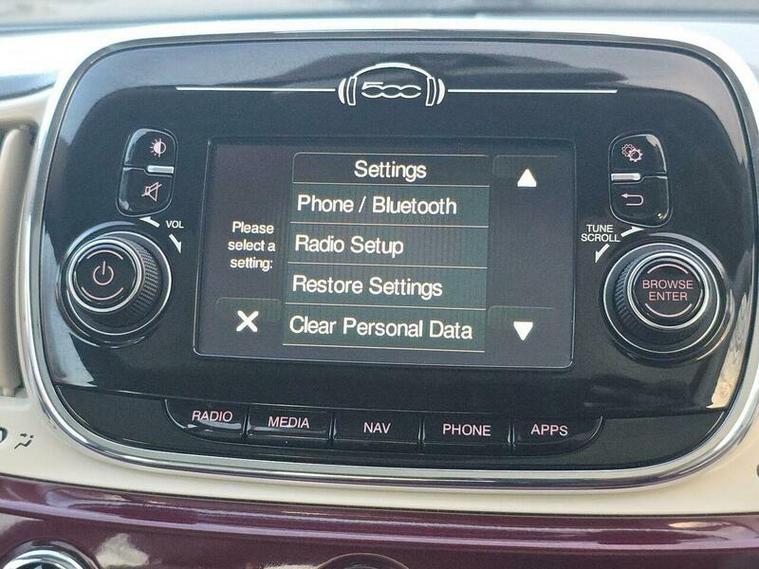 500
Settings
Phone / Bluetooth
Radio Setup
Restore Settings
Clear Personal Data
Please
select a
setting:
VOL
TUNE
SCROLL
BROWSE
ENTER
RADIO
MEDIA
NAV
PHONE
APPS